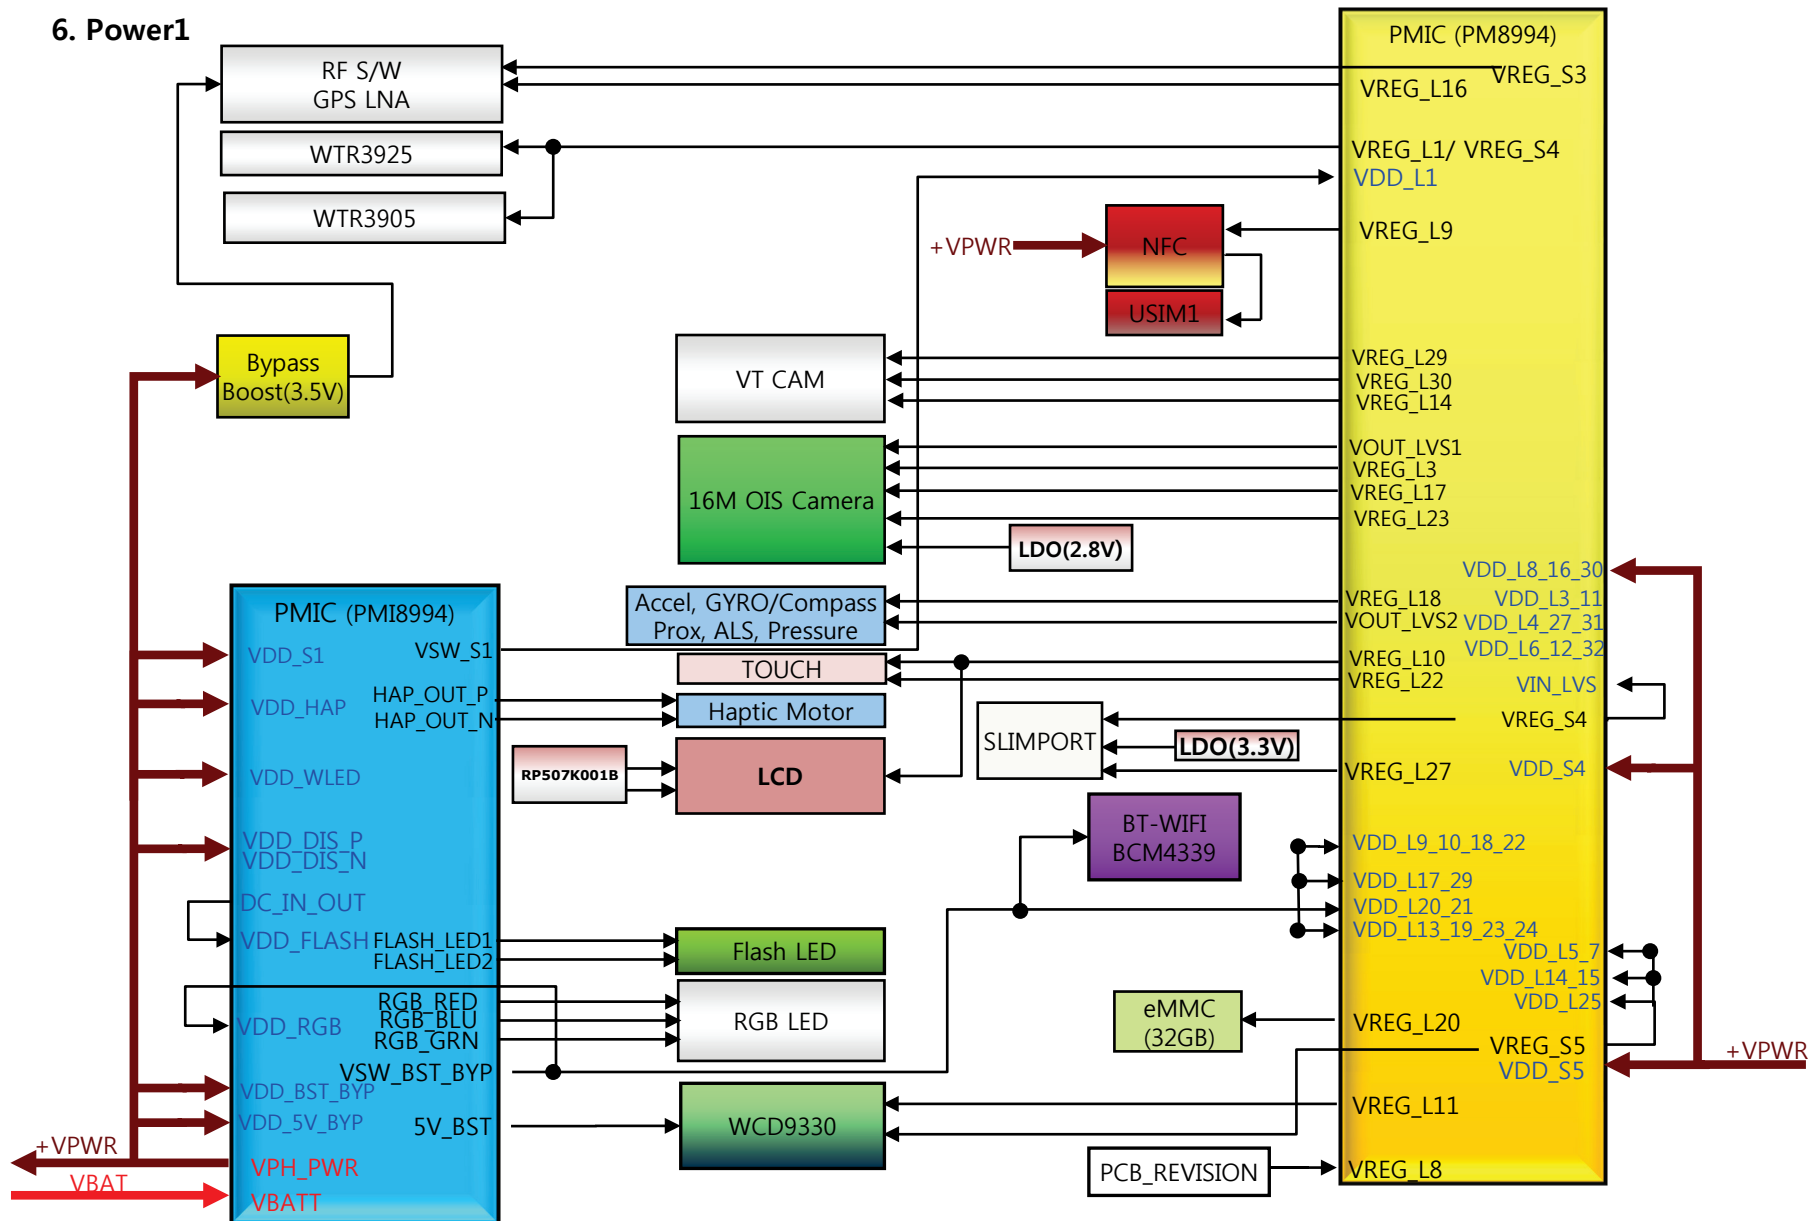 6. Power1
RF S/W
GPS LNA
WTR3925
WTR3905
Bypass
Boost(3.5V)
PMIC (PMI8994)
VDD_S1
VSW_S1
VDD_HAP
HAP_OUT_P
HAP_OUT_N
VDD_WLED
VDD_DIS_P
VDD_DIS_N
DC_IN_OUT
VDD_FLASH
FLASH_LED1
FLASH_LED2
RGB_RED
RGB_BLU
RGB_GRN
VDD_RGB
VSW_BST_BYP
VDD_BST_BYP
VDD_5V_BYP
5V_BST
+VPWR
VPH_PWR
VBAT
VBATT
+VPWR
NFC
USIM1
VT CAM
16M OIS Camera
LDO(2.8V)
Accel, GYRO/Compass
Prox, ALS, Pressure
TOUCH
Haptic Motor
RP507K001B
LCD
SLIMPORT
LDO(3.3V)
BT-WIFI
BCM4339
Flash LED
RGB LED
eMMC
(32GB)
WCD9330
PCB_REVISION
PMIC (PM8994)
VREG_S3
VREG_L16
VREG_L1/ VREG_S4
VDD_L1
VREG_L9
VREG_L29
VREG_L30
VREG_L14
VOUT_LVS1
VREG_L3
VREG_L17
VREG_L23
VDD_L8_16_30
VREG_L18
VDD_L3_11
VOUT_LVS2
VDD_L4_27_31
VDD_L6_12_32
VREG_L10
VREG_L22
VIN_LVS
VREG_S4
VREG_L27
VDD_S4
VDD_L9_10_18_22
VDD_L17_29
VDD_L20_21
VDD_L13_19_23_24
VDD_L5_7
VDD_L14_15
VDD_L25
VREG_L20
VREG_S5
VDD_S5
+VPWR
VREG_L11
VREG_L8